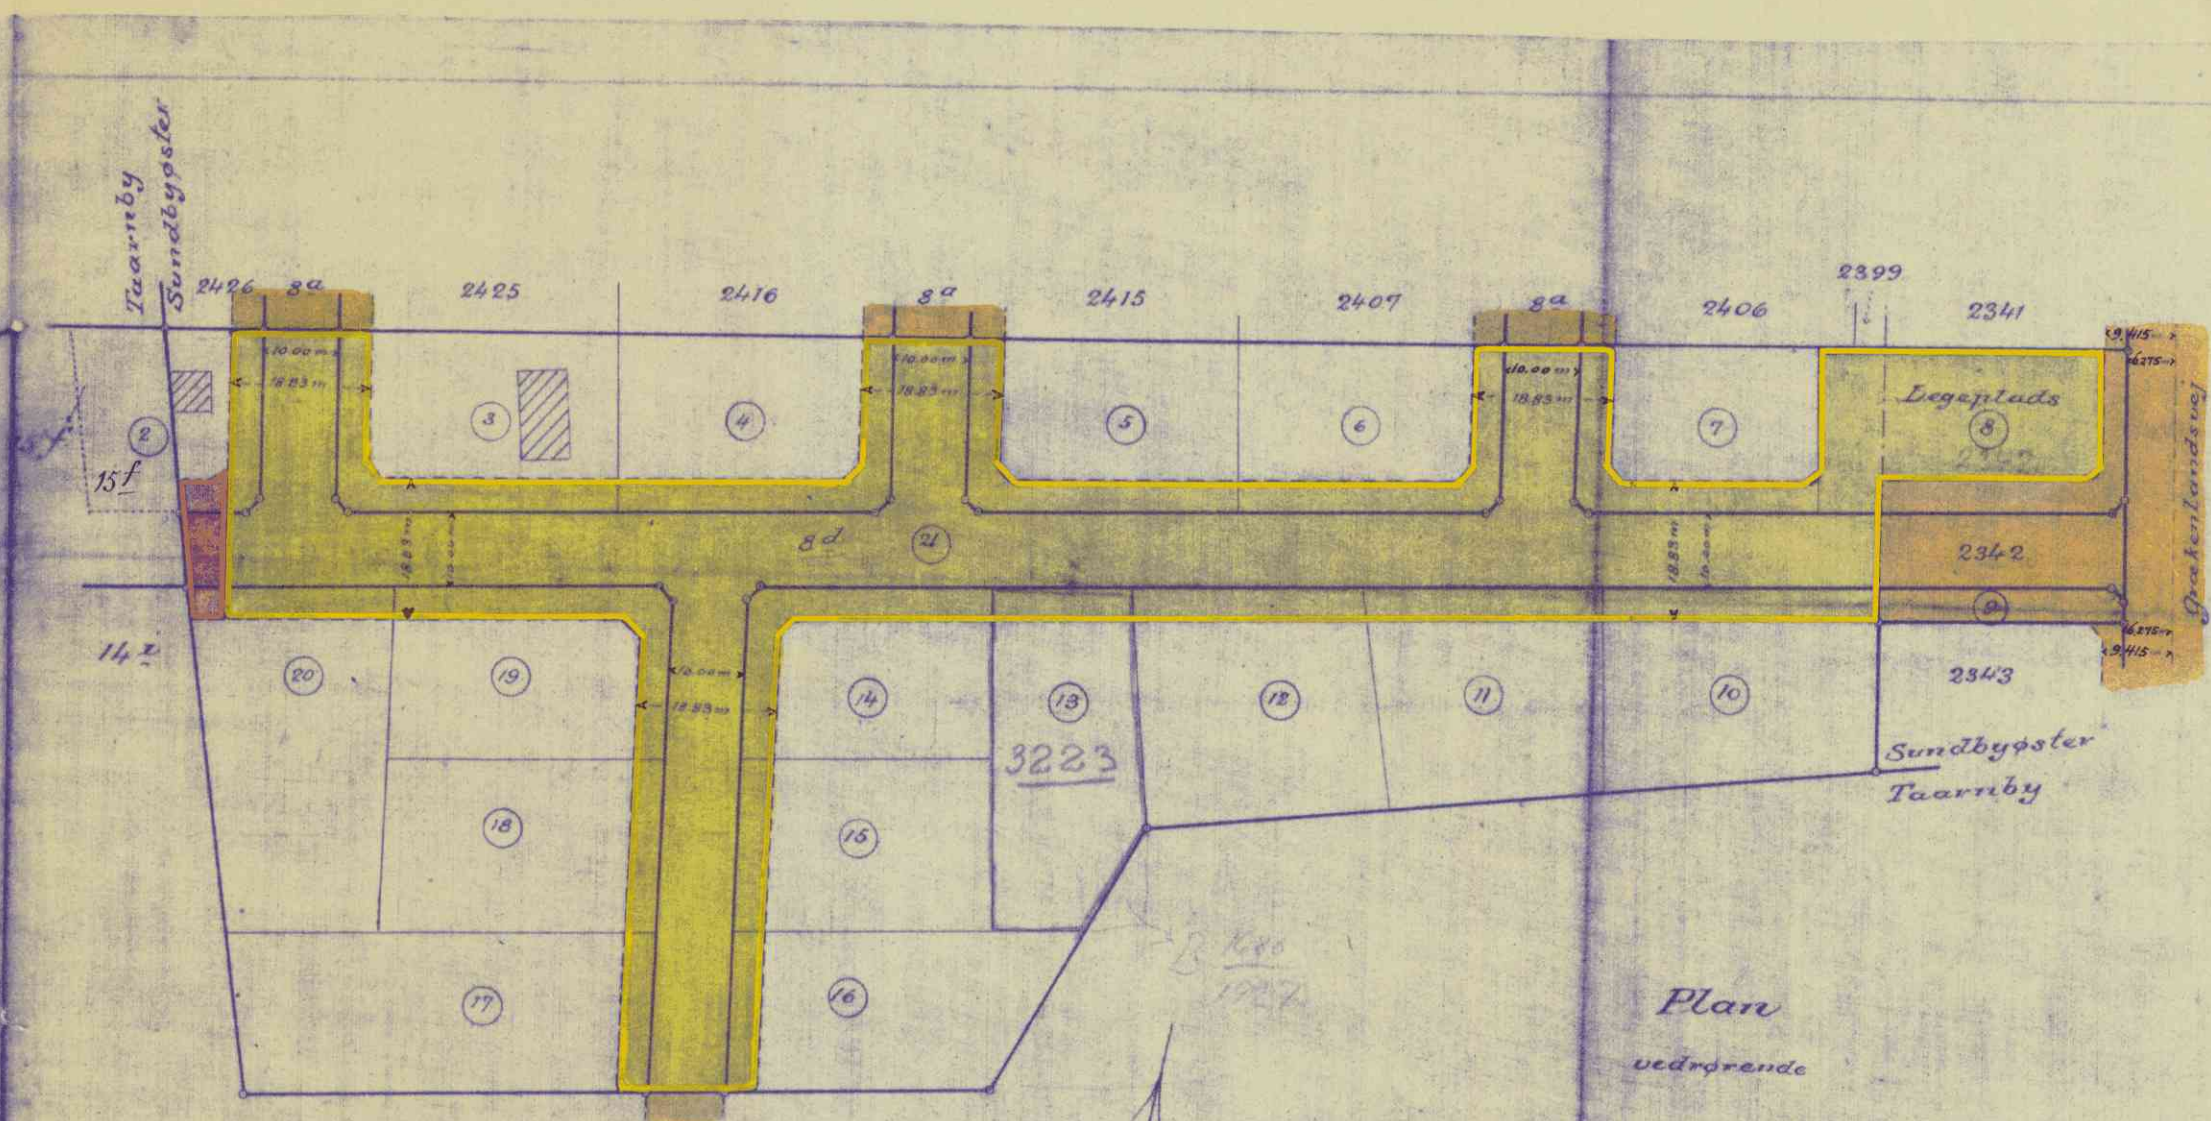 Taarnby
Sundbyøster
2426
8a
2425
2416
8a
2415
2407
8a
2406
2399
2341
9.415 m
6.275 m
10.00 m
18.83 m
10.00 m
18.83 m
10.00 m
18.83 m
Legeplads
2
3
4
5
6
7
8
Grækenlandsvej
15f
18.83 m
10.00 m
8d
21
18.83 m
10.00 m
2342
9
6.275 m
9.415 m
14z
20
19
10.00 m
18.83 m
14
13
12
11
10
2343
3223
Sundbyøster
Taarnby
18
15
17
16
1927
Plan
vedrørende